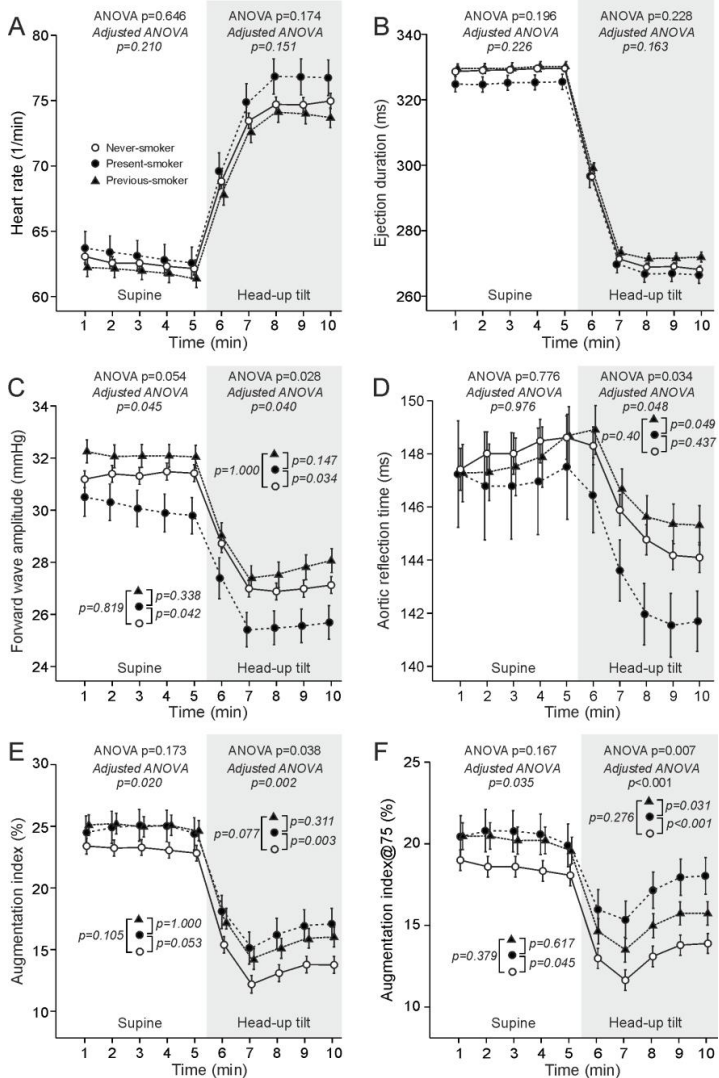 A
ANOVA p=0.646
Adjusted ANOVA
p=0.210
ANOVA p=0.174
Adjusted ANOVA
p=0.151
Heart rate (1/min)
80
75
70
65
60
Never-smoker
Present-smoker
Previous-smoker
Supine
Head-up tilt
1 2 3 4 5 6 7 8 9 10
Time (min)
B
ANOVA p=0.196
Adjusted ANOVA
p=0.226
ANOVA p=0.228
Adjusted ANOVA
p=0.163
Ejection duration (ms)
340
320
300
280
260
Supine
Head-up tilt
1 2 3 4 5 6 7 8 9 10
Time (min)
C
ANOVA p=0.054
Adjusted ANOVA
p=0.045
ANOVA p=0.028
Adjusted ANOVA
p=0.040
Forward wave amplitude (mmHg)
34
32
30
28
26
24
p=1.000
p=0.147
p=0.034
p=0.819
p=0.338
p=0.042
Supine
Head-up tilt
1 2 3 4 5 6 7 8 9 10
Time (min)
D
ANOVA p=0.776
Adjusted ANOVA
p=0.976
ANOVA p=0.034
Adjusted ANOVA
p=0.048
Aortic reflection time (ms)
150
148
146
144
142
140
p=0.40
p=0.049
p=0.437
Supine
Head-up tilt
1 2 3 4 5 6 7 8 9 10
Time (min)
E
ANOVA p=0.173
Adjusted ANOVA
p=0.020
ANOVA p=0.038
Adjusted ANOVA
p=0.002
Augmentation index (%)
30
25
20
15
10
p=0.077
p=0.311
p=0.003
p=0.105
p=1.000
p=0.053
Supine
Head-up tilt
1 2 3 4 5 6 7 8 9 10
Time (min)
F
ANOVA p=0.167
Adjusted ANOVA
p=0.035
ANOVA p=0.007
Adjusted ANOVA
p<0.001
Augmentation index@75 (%)
25
20
15
10
p=0.276
p=0.031
p<0.001
p=0.379
p=0.617
p=0.045
Supine
Head-up tilt
1 2 3 4 5 6 7 8 9 10
Time (min)